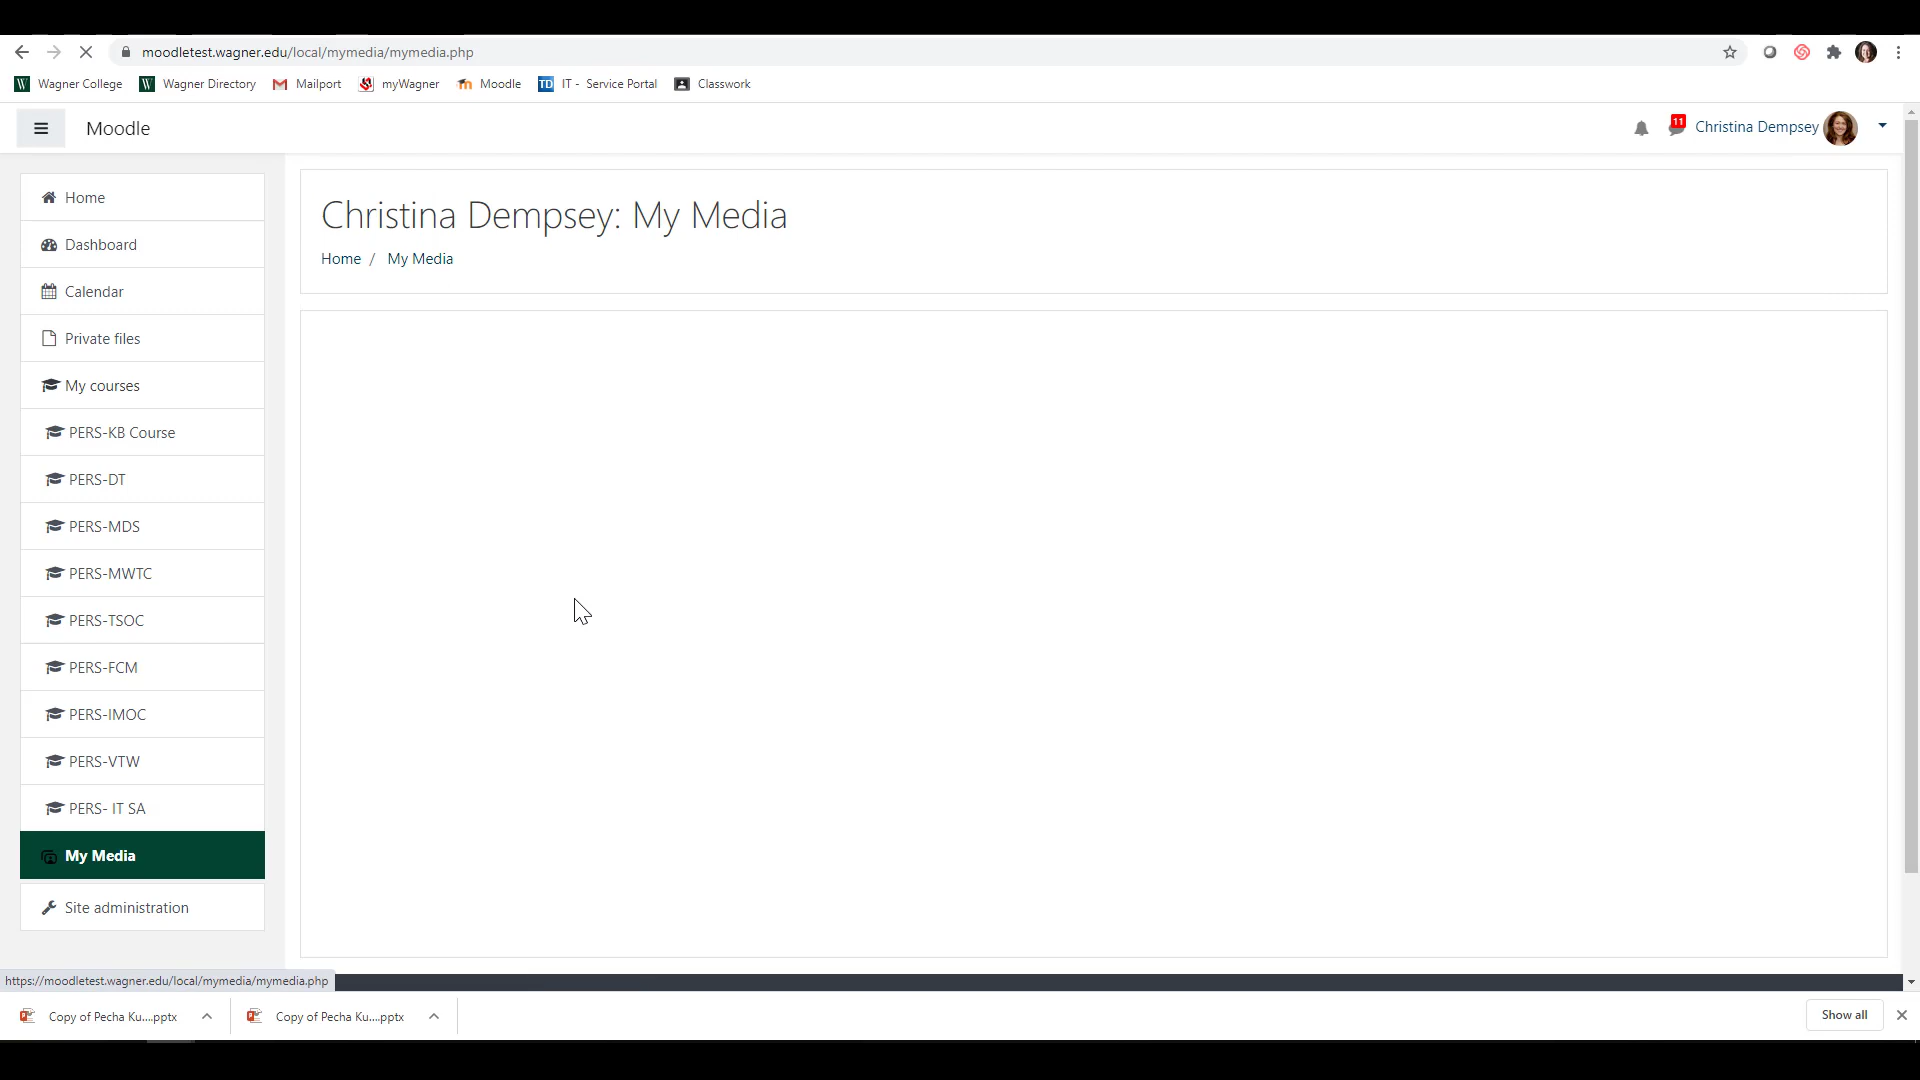 moodletest.wagner.edu/local/mymedia/mymedia.php
Wagner College Wagner Directory Mailport myWagner Moodle TD IT - Service Portal Classwork
Moodle
11 Christina Dempsey
Home
Dashboard
Calendar
Private files
My courses
PERS-KB Course
PERS-DT
PERS-MDS
PERS-MWTC
PERS-TSOC
PERS-FCM
PERS-IMOC
PERS-VTW
PERS- IT SA
My Media
Site administration
Christina Dempsey: My Media
Home / My Media
https://moodletest.wagner.edu/local/mymedia/mymedia.php
Copy of Pecha Ku....pptx Copy of Pecha Ku....pptx Show all